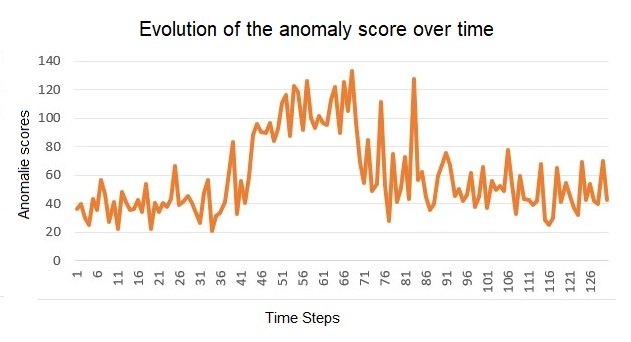 Evolution of the anomaly score over time
140
120
100
80
60
40
20
0
Anomalie scores
1 6 11 16 21 26 31 36 41 46 51 56 61 66 71 76 81 86 91 96 101 106 111 116 121 126
Time Steps